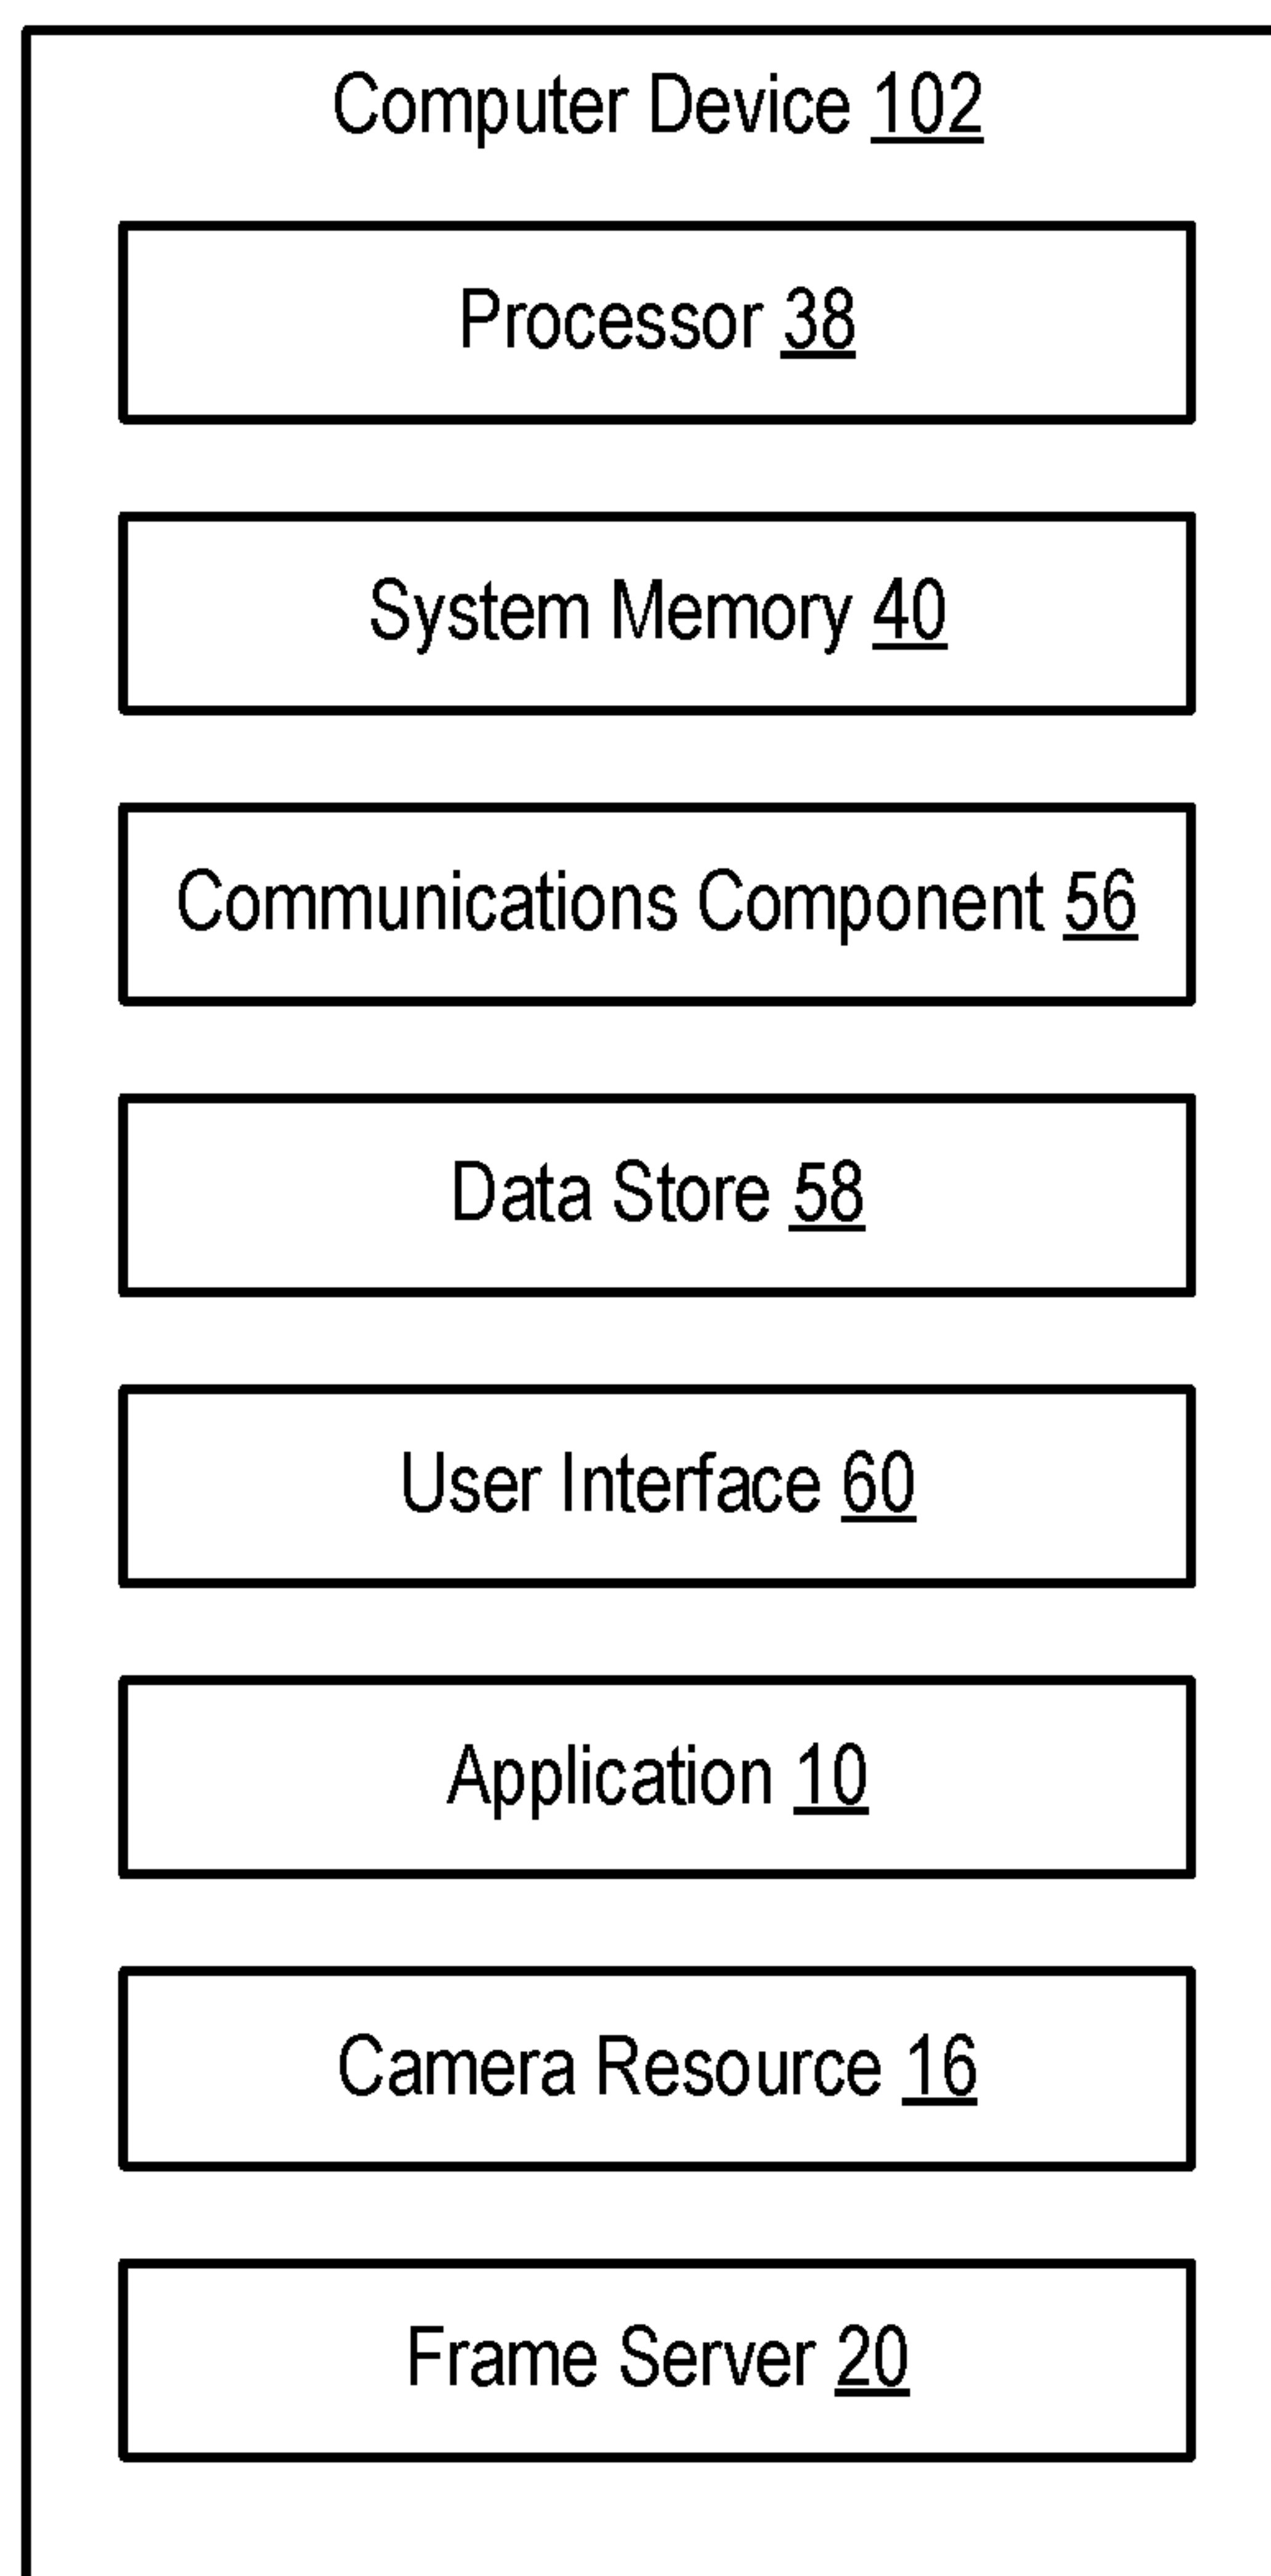 Computer Device 102
Processor 38
System Memory 40
Communications Component 56
Data Store 58
User Interface 60
Application 10
Camera Resource 16
Frame Server 20